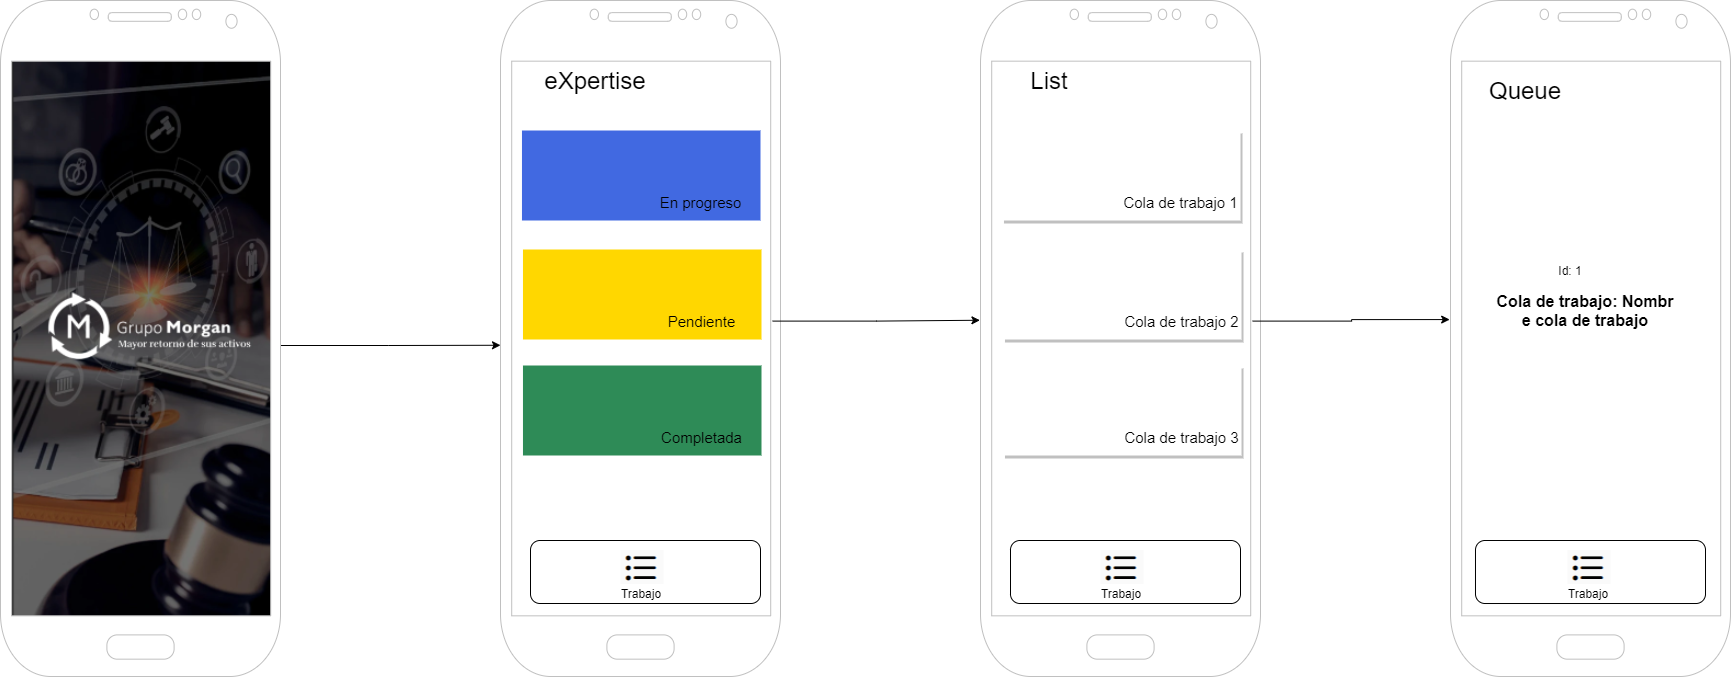 M
Grupo Morgan
Mayor retorno de sus activos
eXpertise
En progreso
Pendiente
Completada
Trabajo
List
Cola de trabajo 1
Cola de trabajo 2
Cola de trabajo 3
Trabajo
Queue
Id: 1
Cola de trabajo: Nombr
e cola de trabajo
Trabajo